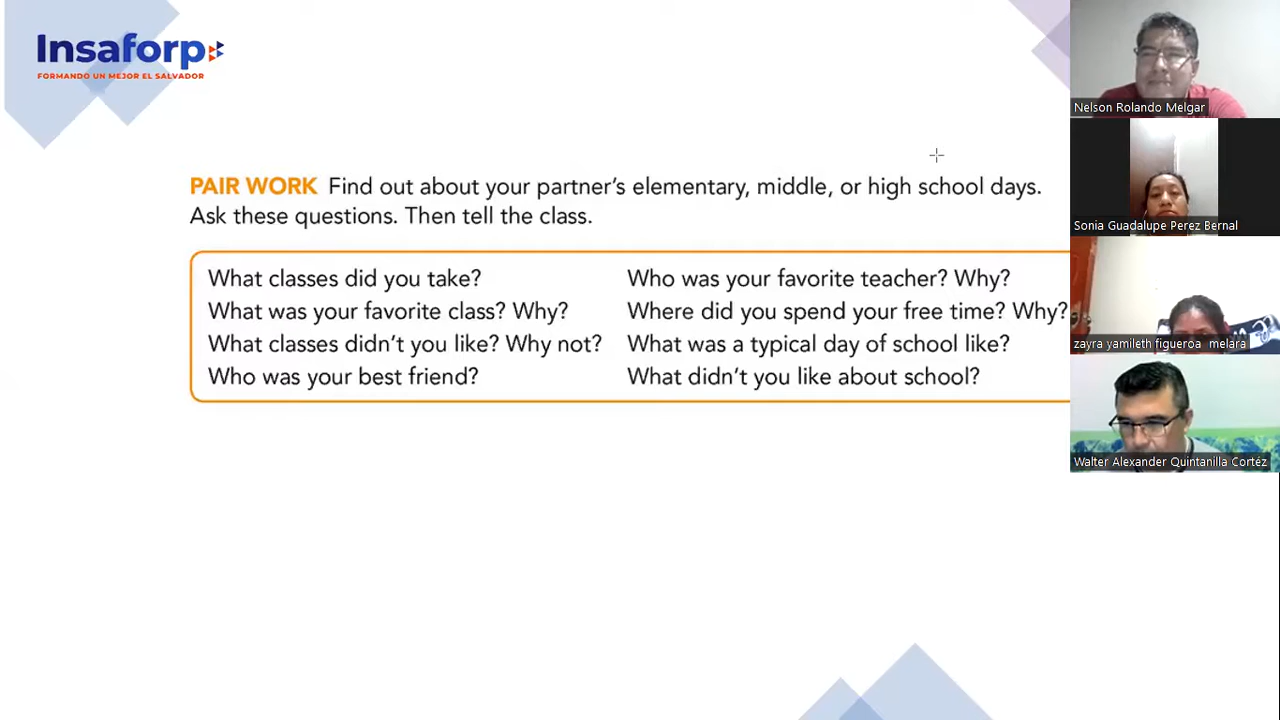 Insaforp
FORMANDO UN MEJOR EL SALVADOR
PAIR WORK Find out about your partner's elementary, middle, or high school days.
Ask these questions. Then tell the class.
What classes did you take?
What was your favorite class? Why?
What classes didn't you like? Why not?
Who was your best friend?
Who was your favorite teacher? Why?
Where did you spend your free time? Why?
What was a typical day of school like?
What didn't you like about school?
Nelson Rolando Melgar
Sonia Guadalupe Perez Bernal
zayra yamileth figueroa melara
Walter Alexander Quintanilla Cortéz